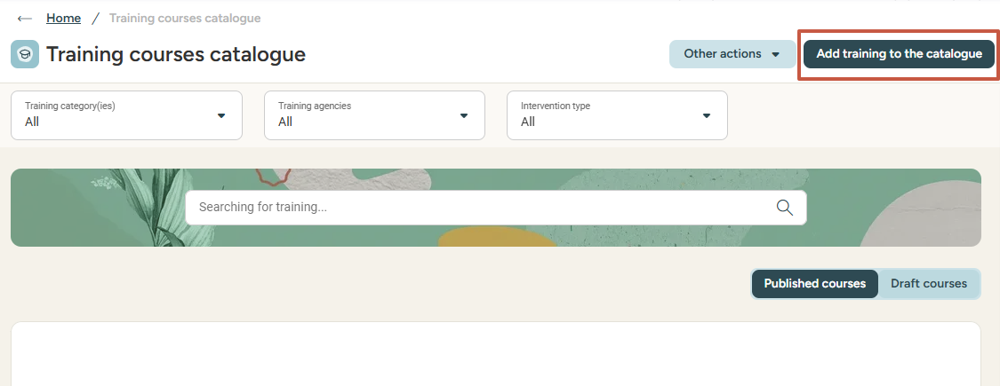 Home / Training courses catalogue
Training courses catalogue
Other actions
Add training to the catalogue
Training category(ies)
All
Training agencies
All
Intervention type
All
Searching for training...
Published courses
Draft courses